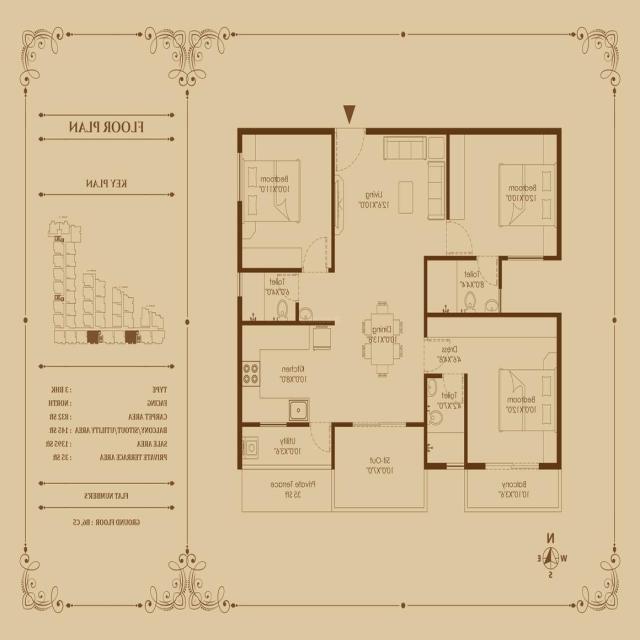 FLOOR PLAN
KEY PLAN
TYPE : 3 BHK
FACING : NORTH
CARPET AREA : Sft
BALCONY/SITOUT/UTILITY AREA : 145 Sft
SALE AREA : 1395 Sft
PRIVATE TERRACE AREA : 35 Sft
FLAT NUMBERS
GROUND FLOOR : B6, C5
Bedroom
10'0"X11'0"
Living
12'6"X10'0"
Bedroom
12'0"X10'0"
Toilet
6'0"X4'0"
Toilet
8'0"X4'4"
Dining
10'0"X13'8"
Dress
4'6"X4'8"
Kitchen
10'0"X8'0"
Toilet
4'2"X7'0"
Bedroom
10'0"X12'0"
Utility
10'0"X3'6"
Sit-Out
10'0"X7'0"
Private Terrace
35 Sft
Balcony
10'10"X3'6"
N
E W
S